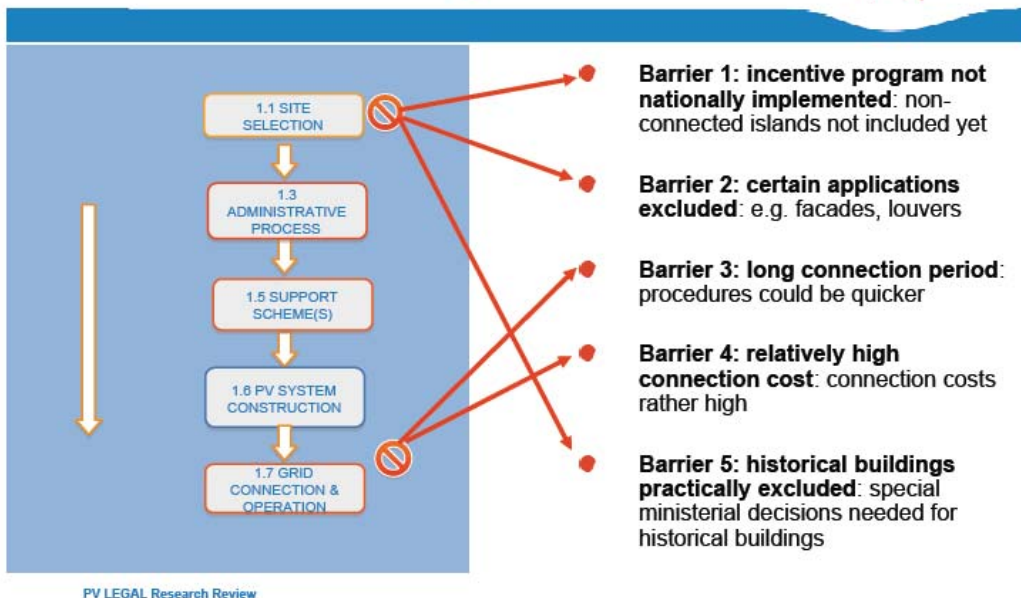 1.1 SITE
SELECTION
1.3
ADMINISTRATIVE
PROCESS
1.5 SUPPORT
SCHEME(S)
1.6 PV SYSTEM
CONSTRUCTION
1.7 GRID
CONNECTION &
OPERATION
Barrier 1: incentive program not
nationally implemented: non-
connected islands not included yet
Barrier 2: certain applications
excluded: e.g. facades, louvers
Barrier 3: long connection period:
procedures could be quicker
Barrier 4: relatively high
connection cost: connection costs
rather high
Barrier 5: historical buildings
practically excluded: special
ministerial decisions needed for
historical buildings
PV LEGAL Research Review